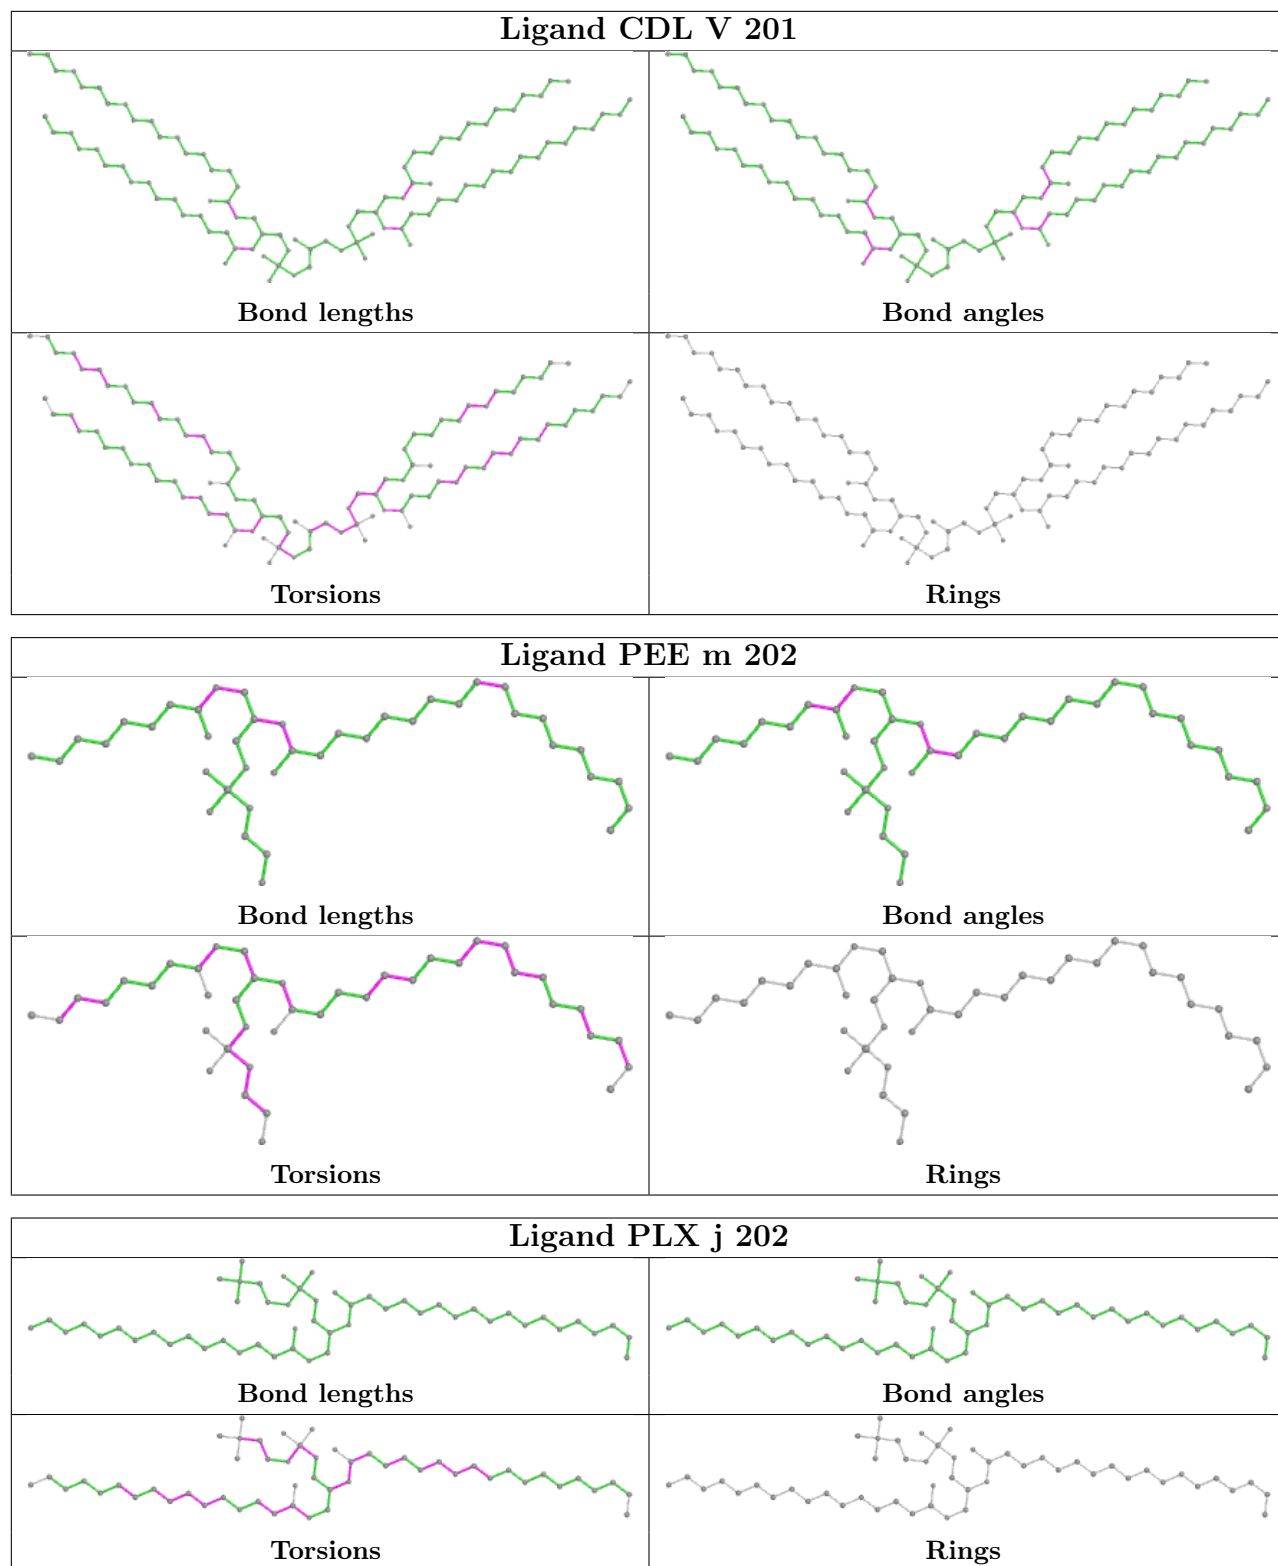 Ligand CDL V 201
Bond lengths
Bond angles
Torsions
Rings
Ligand PEE m 202
Bond lengths
Bond angles
Torsions
Rings
Ligand PLX j 202
Bond lengths
Bond angles
Torsions
Rings